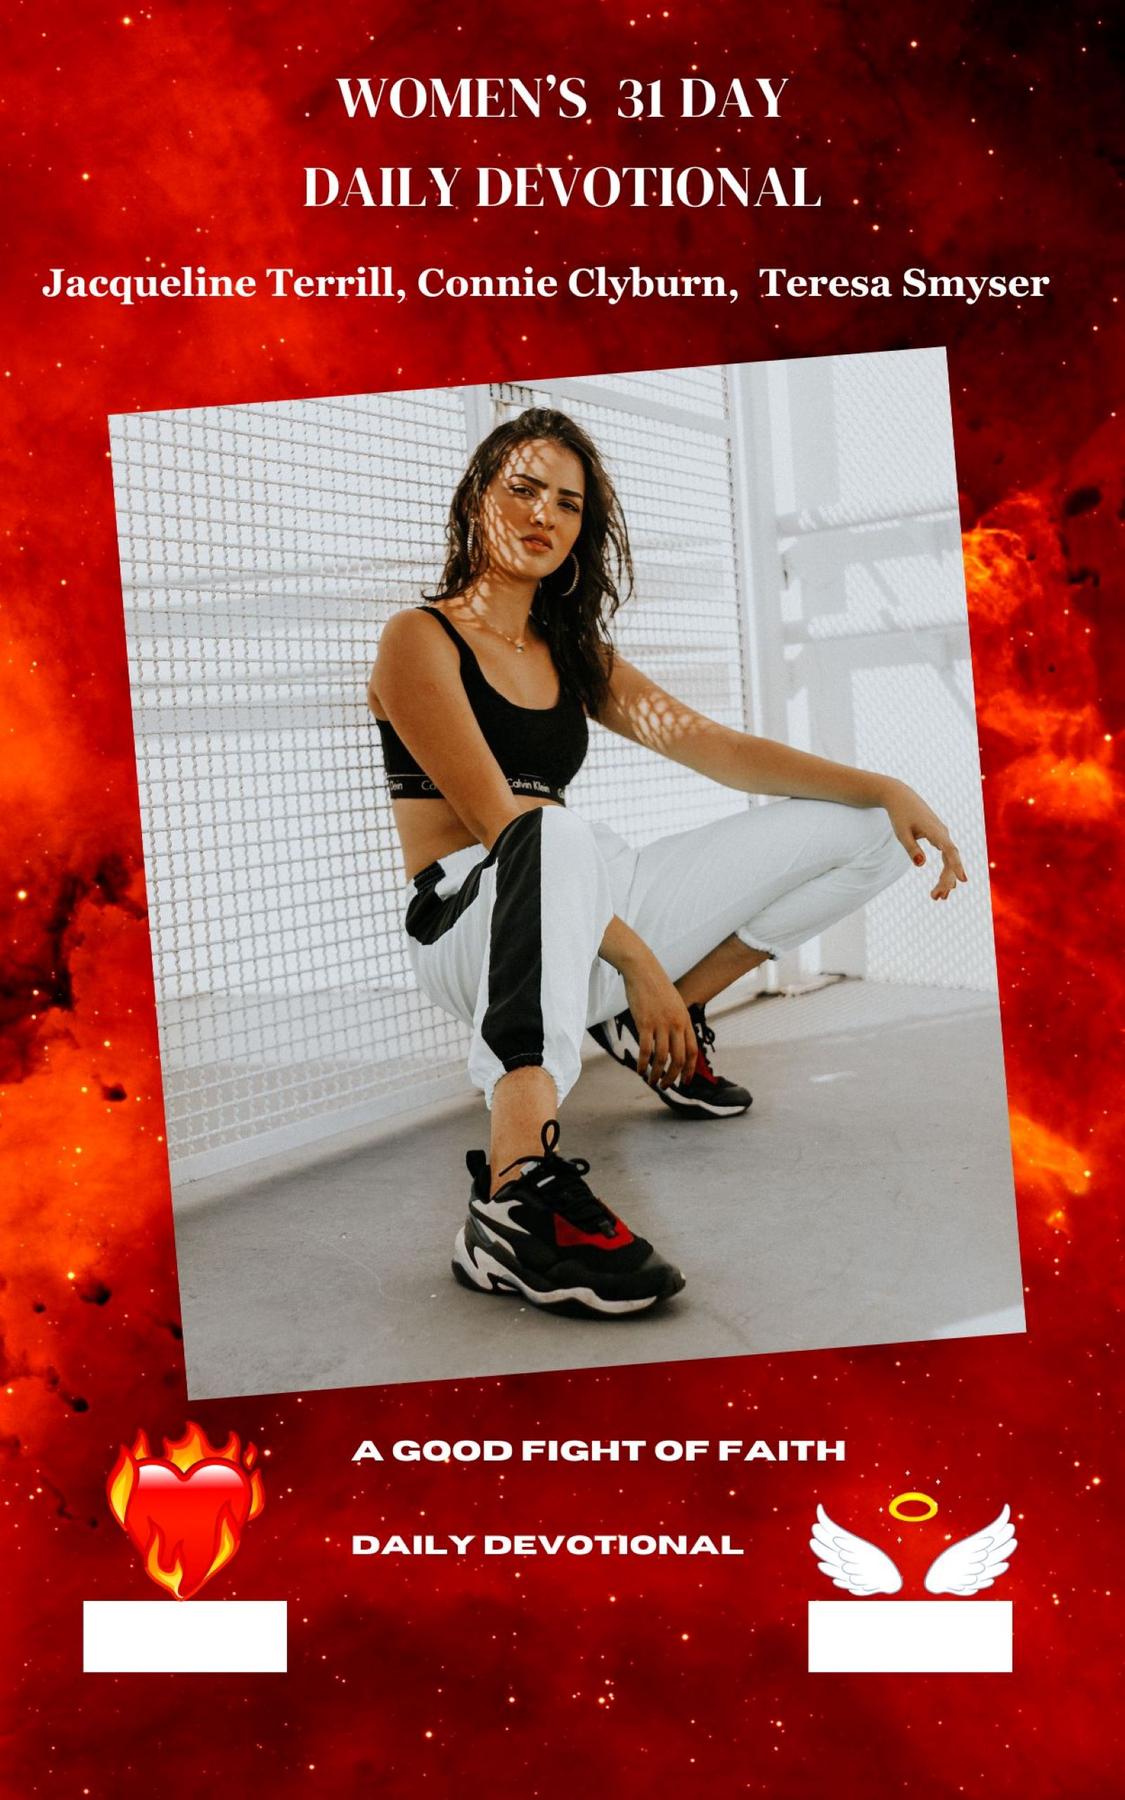 WOMEN'S 31 DAY
DAILY DEVOTIONAL
Jacqueline Terrill, Connie Clyburn, Teresa Smyser
Calvin Klein
A GOOD FIGHT OF FAITH
DAILY DEVOTIONAL